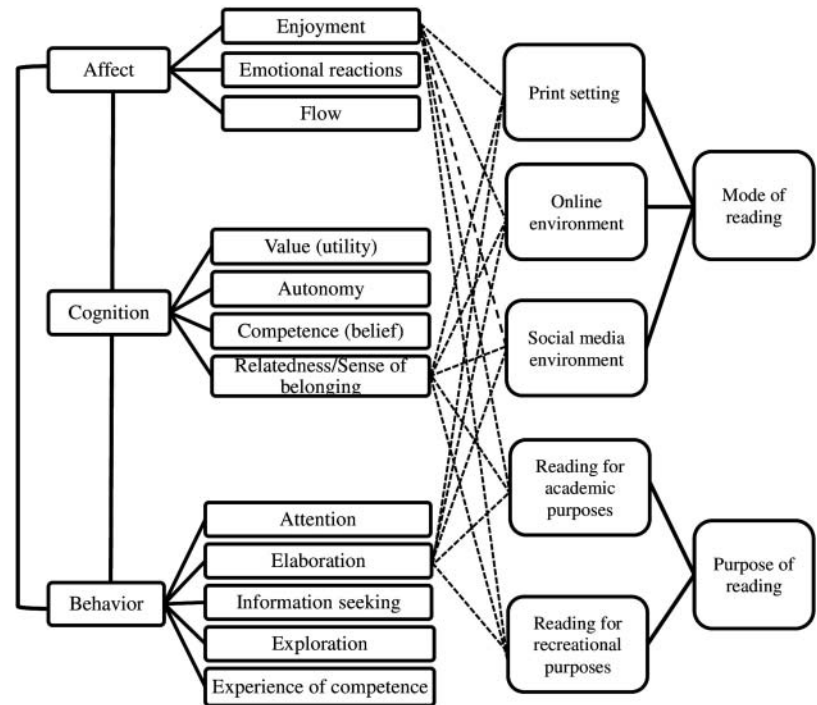 Affect
Enjoyment
Emotional reactions
Flow
Cognition
Value (utility)
Autonomy
Competence (belief)
Relatedness/Sense of
belonging
Behavior
Attention
Elaboration
Information seeking
Exploration
Experience of competence
Print setting
Online
environment
Social media
environment
Mode of
reading
Reading for
academic
purposes
Reading for
recreational
purposes
Purpose of
reading